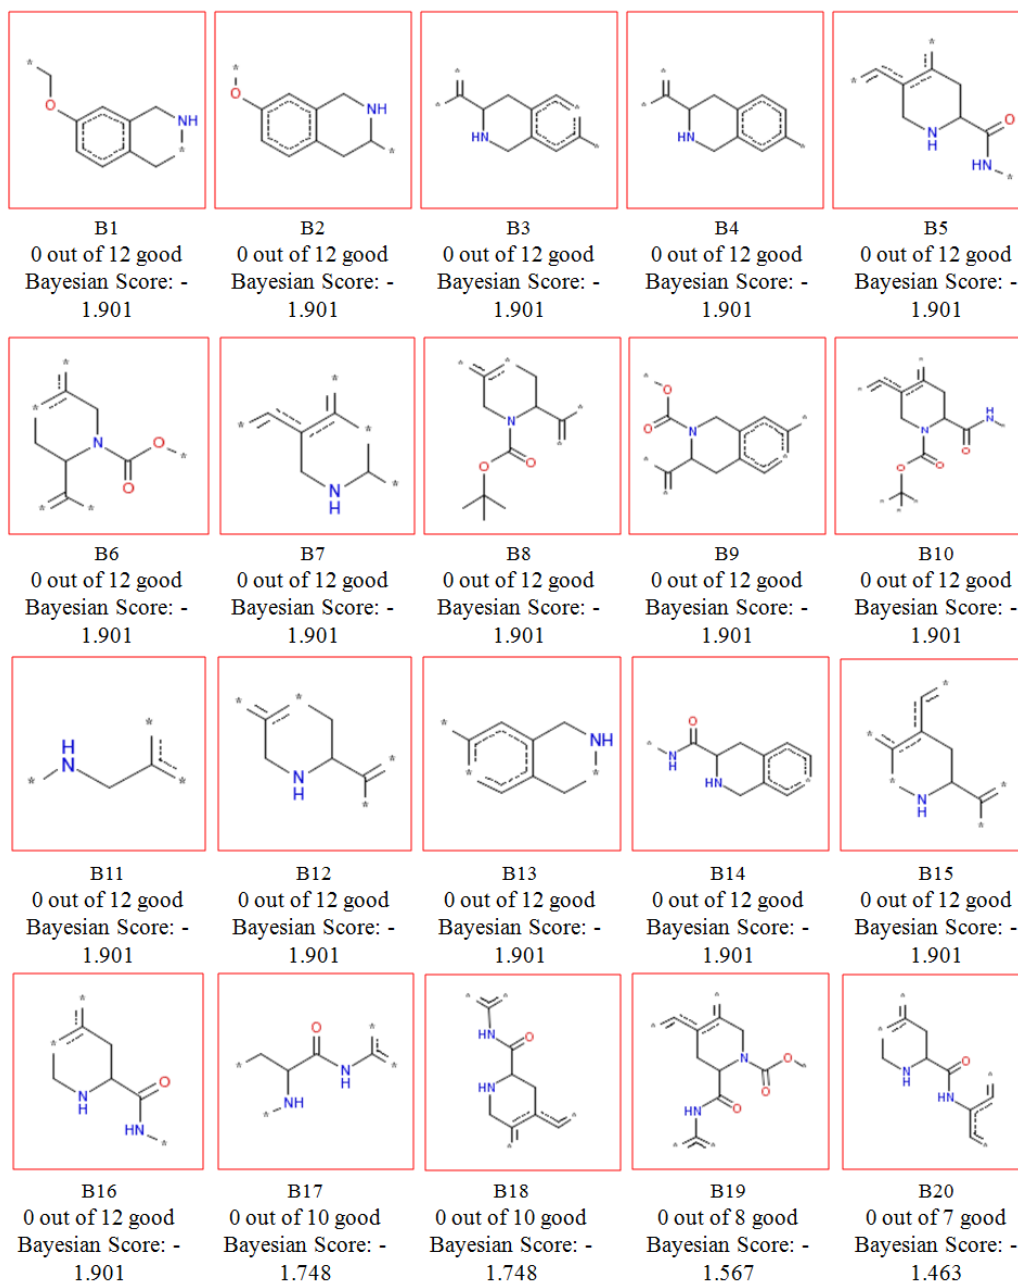 B1 B2 B3 B4 B5
0 out of 12 good 0 out of 12 good 0 out of 12 good 0 out of 12 good 0 out of 12 good
Bayesian Score: - Bayesian Score: - Bayesian Score: - Bayesian Score: - Bayesian Score: -
1.901 1.901 1.901 1.901 1.901
B6 B7 B8 B9 B10
0 out of 12 good 0 out of 12 good 0 out of 12 good 0 out of 12 good 0 out of 12 good
Bayesian Score: - Bayesian Score: - Bayesian Score: - Bayesian Score: - Bayesian Score: -
1.901 1.901 1.901 1.901 1.901
B11 B12 B13 B14 B15
0 out of 12 good 0 out of 12 good 0 out of 12 good 0 out of 12 good 0 out of 12 good
Bayesian Score: - Bayesian Score: - Bayesian Score: - Bayesian Score: - Bayesian Score: -
1.901 1.901 1.901 1.901 1.901
B16 B17 B18 B19 B20
0 out of 12 good 0 out of 10 good 0 out of 10 good 0 out of 8 good 0 out of 7 good
Bayesian Score: - Bayesian Score: - Bayesian Score: - Bayesian Score: - Bayesian Score: -
1.901 1.748 1.748 1.567 1.463